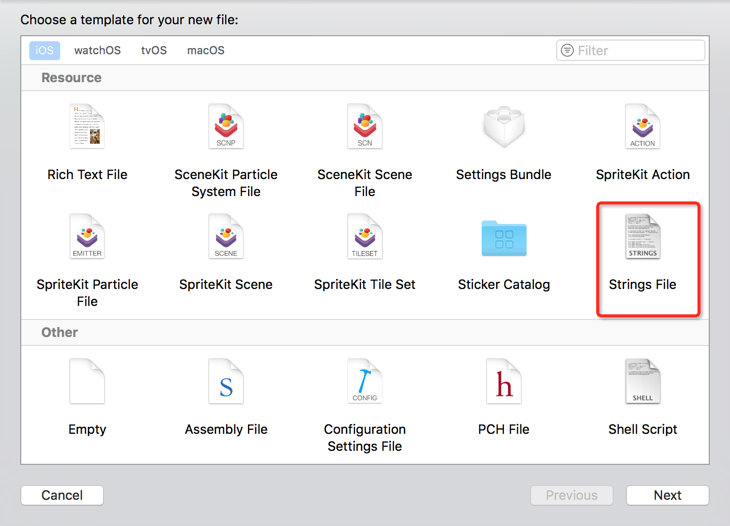 Choose a template for your new file:
iOS watchOS tvOS macOS Filter
Resource
SCNP SCN ACTION
Rich Text File SceneKit Particle System File SceneKit Scene File Settings Bundle SpriteKit Action
EMITTER SCENE TILESET STRINGS
SpriteKit Particle File SpriteKit Scene SpriteKit Tile Set Sticker Catalog Strings File
Other
S CONFIG h SHELL
Empty Assembly File Configuration Settings File PCH File Shell Script
Cancel Previous Next